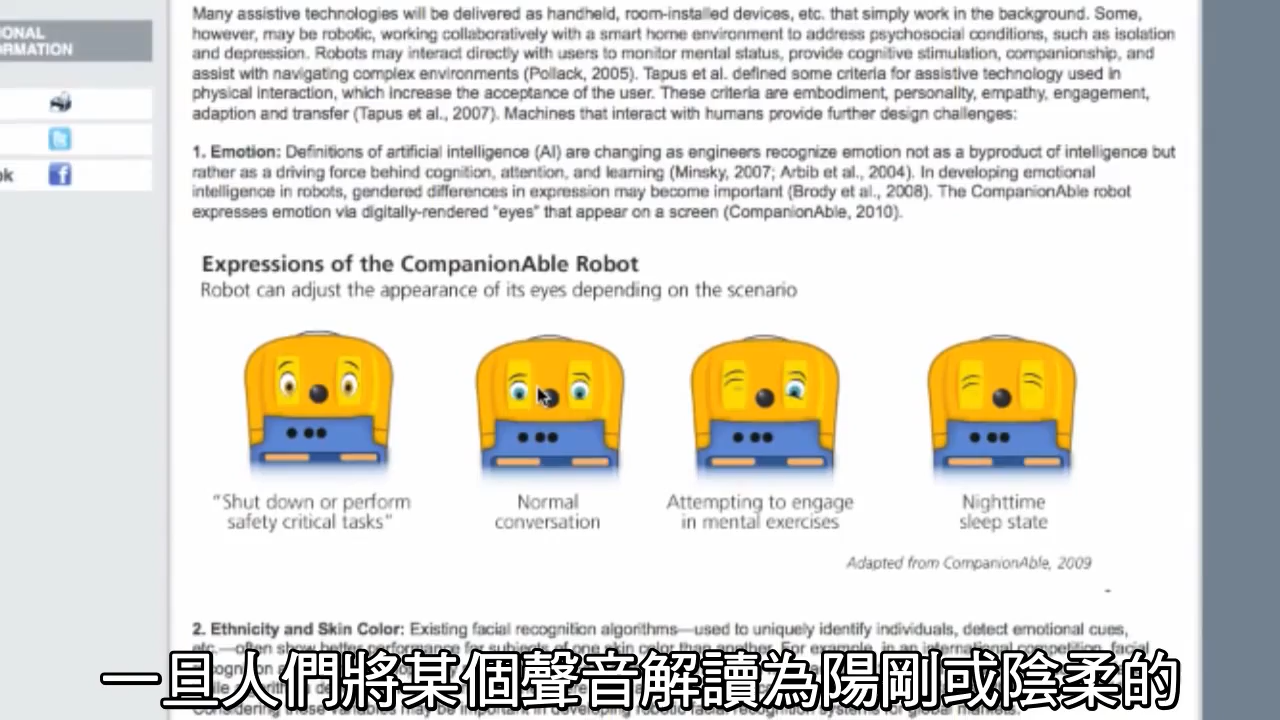 IONAL
ORMATION
ok
Many assistive technologies will be delivered as handheld, room-installed devices, etc. that simply work in the background. Some,
however, may be robotic, working collaboratively with a smart home environment to address psychosocial conditions, such as isolation
and depression. Robots may interact directly with users to monitor mental status, provide cognitive stimulation, companionship, and
assist with navigating complex environments (Pollack, 2005). Tapus et al. defined some criteria for assistive technology used in
physical interaction, which increase the acceptance of the user. These criteria are embodiment, personality, empathy, engagement,
adaption and transfer (Tapus et al., 2007). Machines that interact with humans provide further design challenges:
1. Emotion: Definitions of artificial intelligence (AI) are changing as engineers recognize emotion not as a byproduct of intelligence but
rather as a driving force behind cognition, attention, and learning (Minsky, 2007; Arbib et al., 2004). In developing emotional
intelligence in robots, gendered differences in expression may become important (Brody et al., 2008). The CompanionAble robot
expresses emotion via digitally-rendered "eyes" that appear on a screen (CompanionAble, 2010).
Expressions of the CompanionAble Robot
Robot can adjust the appearance of its eyes depending on the scenario
"Shut down or perform
safety critical tasks"
Normal
conversation
Attempting to engage
in mental exercises
Nighttime
sleep state
Adapted from CompanionAble, 2009
2. Ethnicity and Skin Color: Existing facial recognition algorithms—used to uniquely identify individuals, detect emotional cues,
一旦人們將某個聲音解讀為陽剛或陰柔的